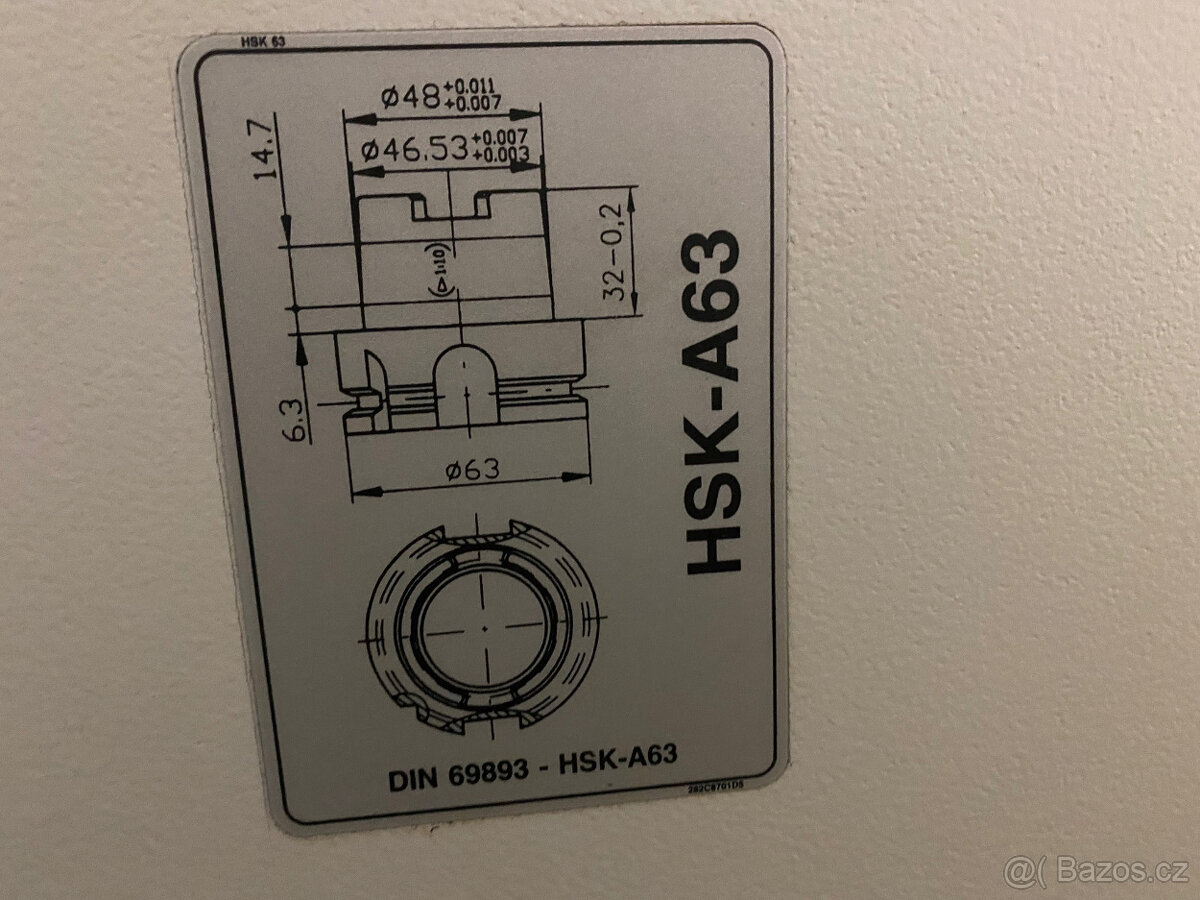 HSK 63
ø48 +0.011 +0.007
ø46.53 +0.007 +0.003
14.7
(▷1:10)
32-0,2
6.3
ø63
HSK-A63
DIN 69893 - HSK-A63
282C8701DS
@( Bazos.cz